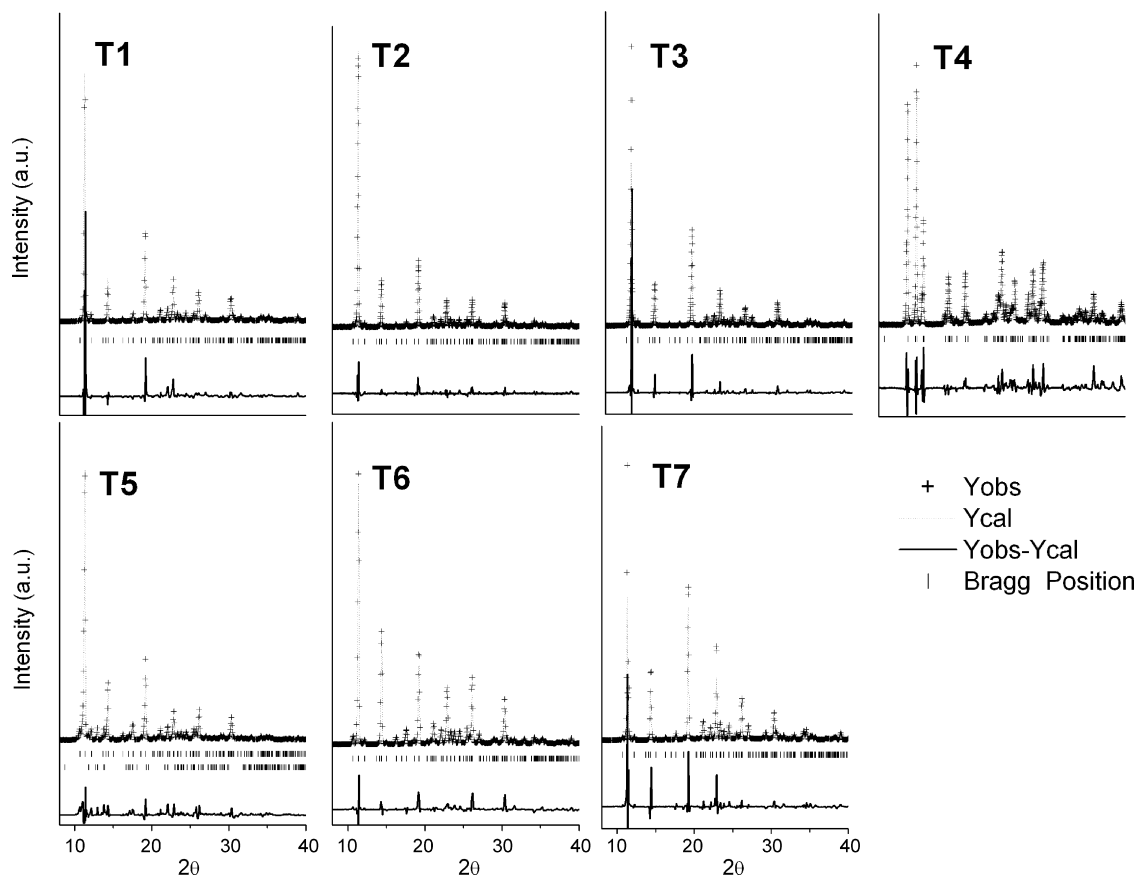 T1
T2
T3
T4
Intensity (a.u.)
T5
T6
T7
Intensity (a.u.)
Yobs
Ycal
Yobs-Ycal
Bragg Position
10 20 30 40
10 20 30 40
10 20 30 40
2θ
2θ
2θ